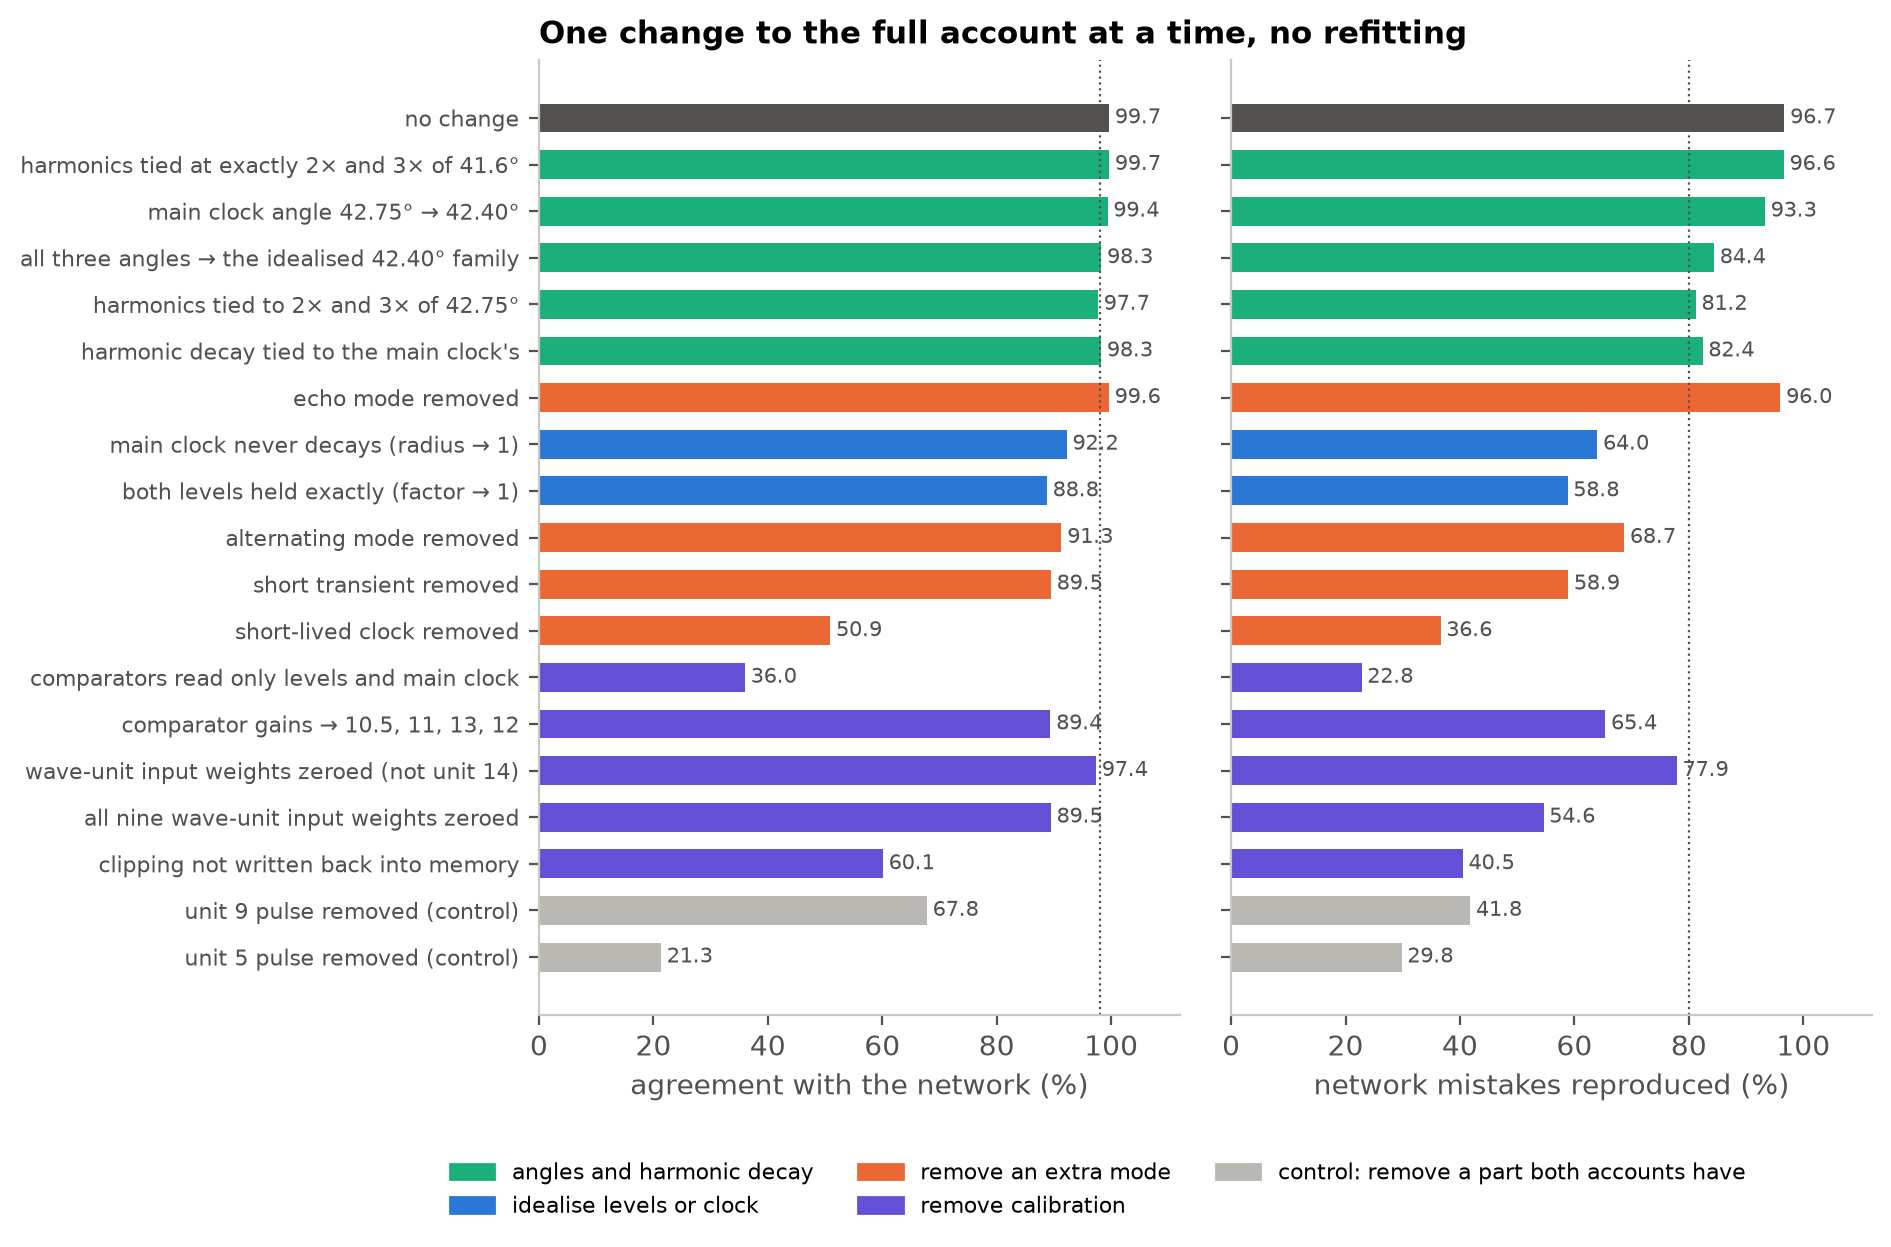 One change to the full account at a time, no refitting
no change 99.7 96.7
harmonics tied at exactly 2× and 3× of 41.6° 99.7 96.6
main clock angle 42.75° → 42.40° 99.4 93.3
all three angles → the idealised 42.40° family 98.3 84.4
harmonics tied to 2× and 3× of 42.75° 97.7 81.2
harmonic decay tied to the main clock's 98.3 82.4
echo mode removed 99.6 96.0
main clock never decays (radius → 1) 92.2 64.0
both levels held exactly (factor → 1) 88.8 58.8
alternating mode removed 91.3 68.7
short transient removed 89.5 58.9
short-lived clock removed 50.9 36.6
comparators read only levels and main clock 36.0 22.8
comparator gains → 10.5, 11, 13, 12 89.4 65.4
wave-unit input weights zeroed (not unit 14) 97.4 77.9
all nine wave-unit input weights zeroed 89.5 54.6
clipping not written back into memory 60.1 40.5
unit 9 pulse removed (control) 67.8 41.8
unit 5 pulse removed (control) 21.3 29.8
0 20 40 60 80 100 0 20 40 60 80 100
agreement with the network (%) network mistakes reproduced (%)
angles and harmonic decay remove an extra mode control: remove a part both accounts have
idealise levels or clock remove calibration